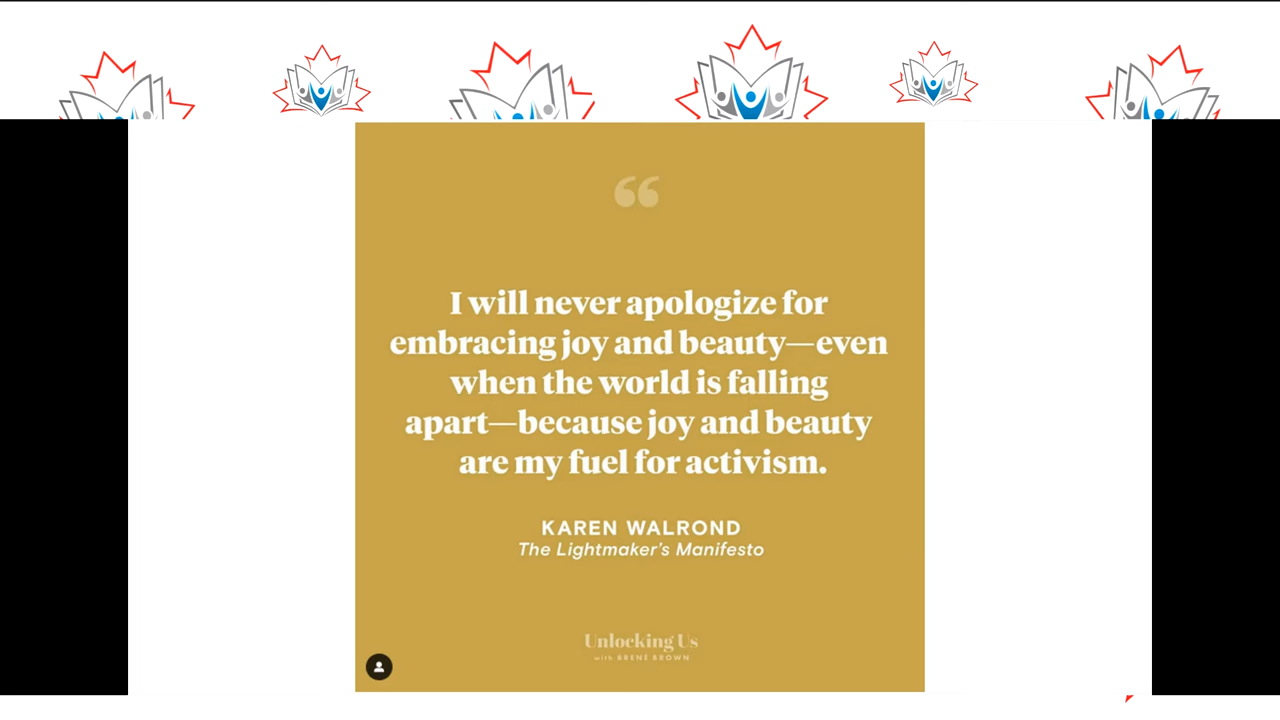 “
I will never apologize for
embracing joy and beauty—even
when the world is falling
apart—because joy and beauty
are my fuel for activism.
KAREN WALROND
The Lightmaker’s Manifesto
Unlocking Us
with BRENÉ BROWN